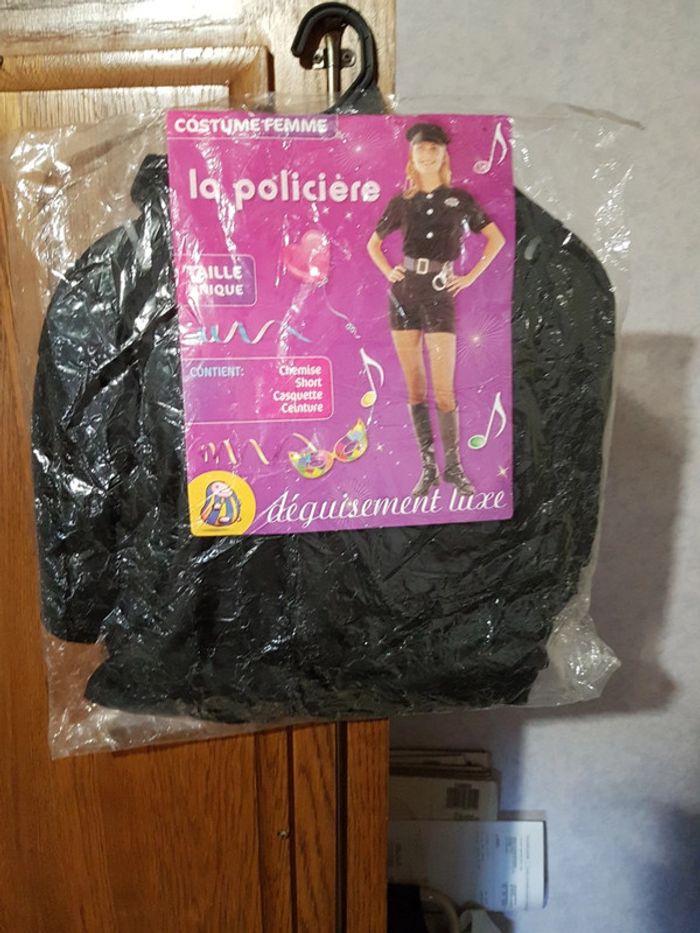 COSTUME FEMME
la policière
TAILLE
UNIQUE
CONTIENT:
Chemise
Short
Casquette
Ceinture
déguisement luxe